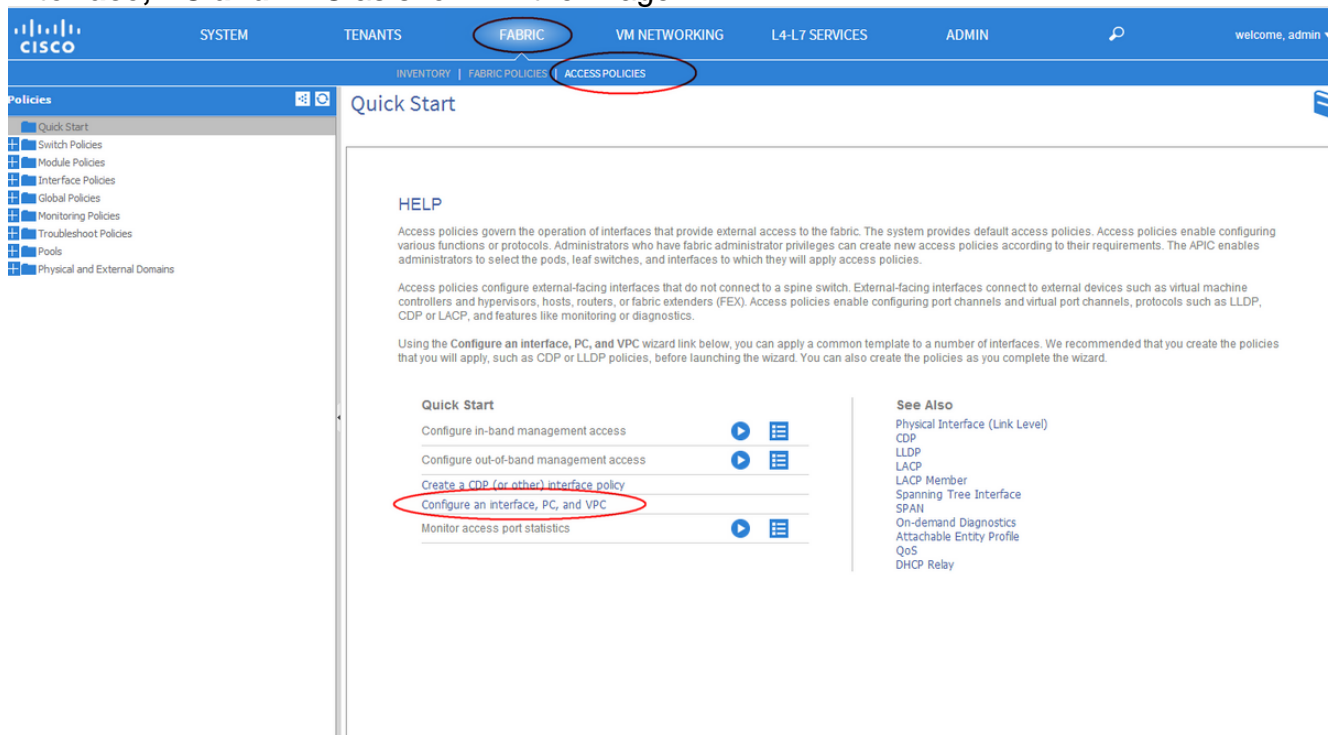 CISCO
SYSTEM TENANTS FABRIC VM NETWORKING L4-L7 SERVICES ADMIN welcome, admin
INVENTORY | FABRIC POLICIES | ACCESS POLICIES
Policies
Quick Start
Switch Policies
Module Policies
Interface Policies
Global Policies
Monitoring Policies
Troubleshoot Policies
Pools
Physical and External Domains
Quick Start
HELP
Access policies govern the operation of interfaces that provide external access to the fabric. The system provides default access policies. Access policies enable configuring
various functions or protocols. Administrators who have fabric administrator privileges can create new access policies according to their requirements. The APIC enables
administrators to select the pods, leaf switches, and interfaces to which they will apply access policies.
Access policies configure external-facing interfaces that do not connect to a spine switch. External-facing interfaces connect to external devices such as virtual machine
controllers and hypervisors, hosts, routers, or fabric extenders (FEX). Access policies enable configuring port channels and virtual port channels, protocols such as LLDP,
CDP or LACP, and features like monitoring or diagnostics.
Using the Configure an interface, PC, and VPC wizard link below, you can apply a common template to a number of interfaces. We recommended that you create the policies
that you will apply, such as CDP or LLDP policies, before launching the wizard. You can also create the policies as you complete the wizard.
Quick Start
Configure in-band management access
Configure out-of-band management access
Create a CDP (or other) interface policy
Configure an interface, PC, and VPC
Monitor access port statistics
See Also
Physical Interface (Link Level)
CDP
LLDP
LACP
LACP Member
Spanning Tree Interface
SPAN
On-demand Diagnostics
Attachable Entity Profile
QoS
DHCP Relay